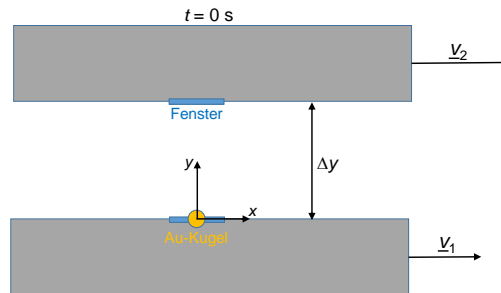 t = 0 s
v₂
Fenster
Δy
y
x
Au-Kugel
v₁